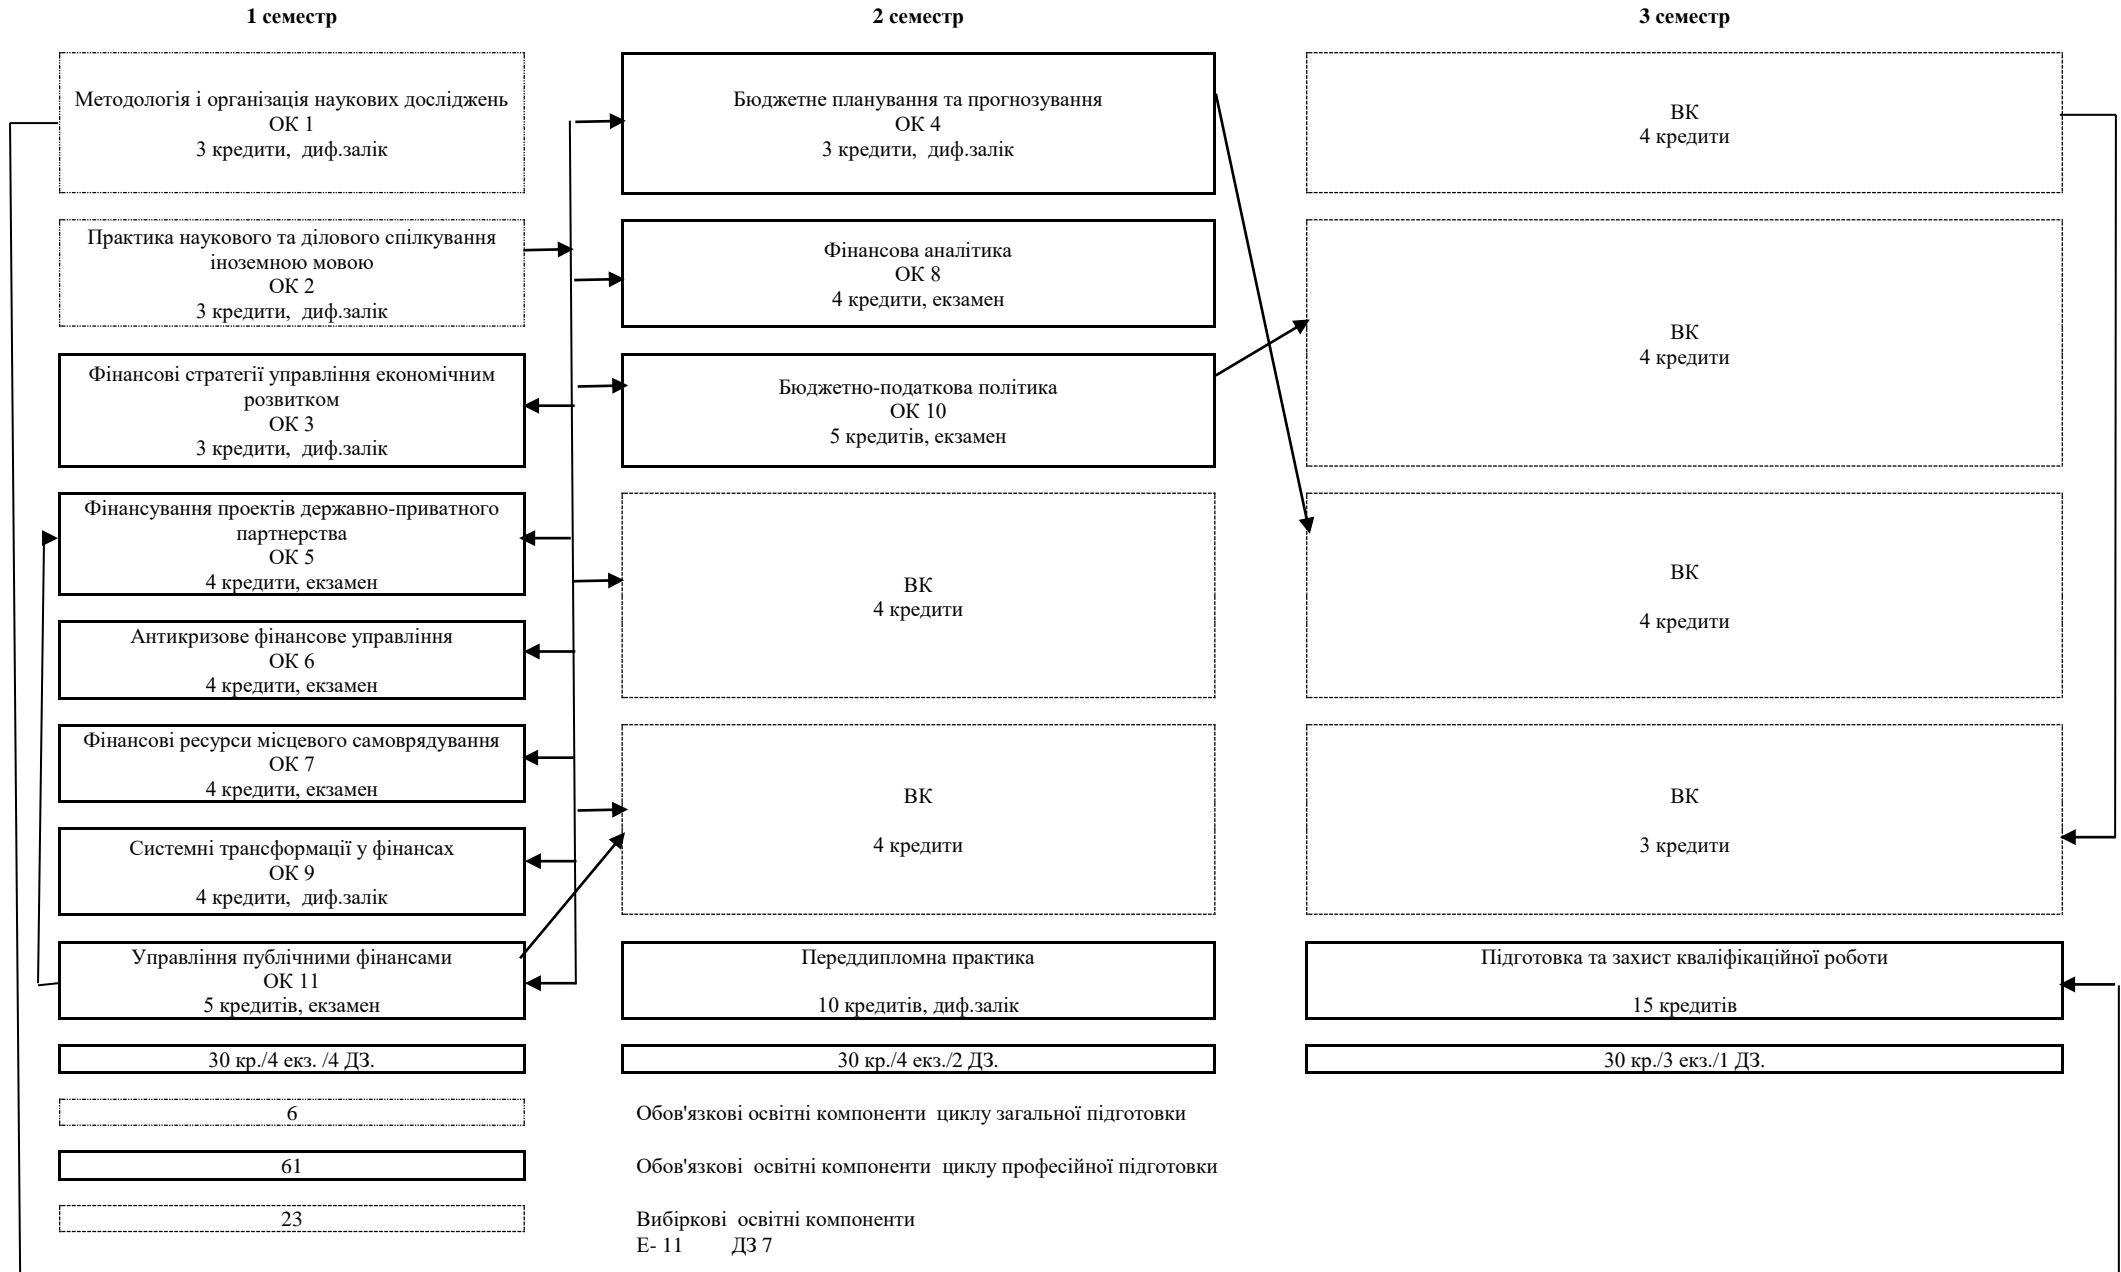 1 семестр
2 семестр
3 семестр
Методологія і організація наукових досліджень
ОК 1
3 кредити, диф.залік
Бюджетне планування та прогнозування
ОК 4
3 кредити, диф.залік
ВК
4 кредити
Практика наукового та ділового спілкування
іноземною мовою
ОК 2
3 кредити, диф.залік
Фінансова аналітика
ОК 8
4 кредити, екзамен
ВК
4 кредити
Фінансові стратегії управління економічним
розвитком
ОК 3
3 кредити, диф.залік
Бюджетно-податкова політика
ОК 10
5 кредитів, екзамен
Фінансування проектів державно-приватного
партнерства
ОК 5
4 кредити, екзамен
ВК
4 кредити
ВК
4 кредити
Антикризове фінансове управління
ОК 6
4 кредити, екзамен
Фінансові ресурси місцевого самоврядування
ОК 7
4 кредити, екзамен
ВК
4 кредити
ВК
3 кредити
Системні трансформації у фінансах
ОК 9
4 кредити, диф.залік
Управління публічними фінансами
ОК 11
5 кредитів, екзамен
Переддипломна практика
10 кредитів, диф.залік
Підготовка та захист кваліфікаційної роботи
15 кредитів
30 кр./4 екз. /4 ДЗ.
30 кр./4 екз./2 ДЗ.
30 кр./3 екз./1 ДЗ.
6
Обов'язкові освітні компоненти циклу загальної підготовки
61
Обов'язкові освітні компоненти циклу професійної підготовки
23
Вибіркові освітні компоненти
Е- 11 ДЗ 7